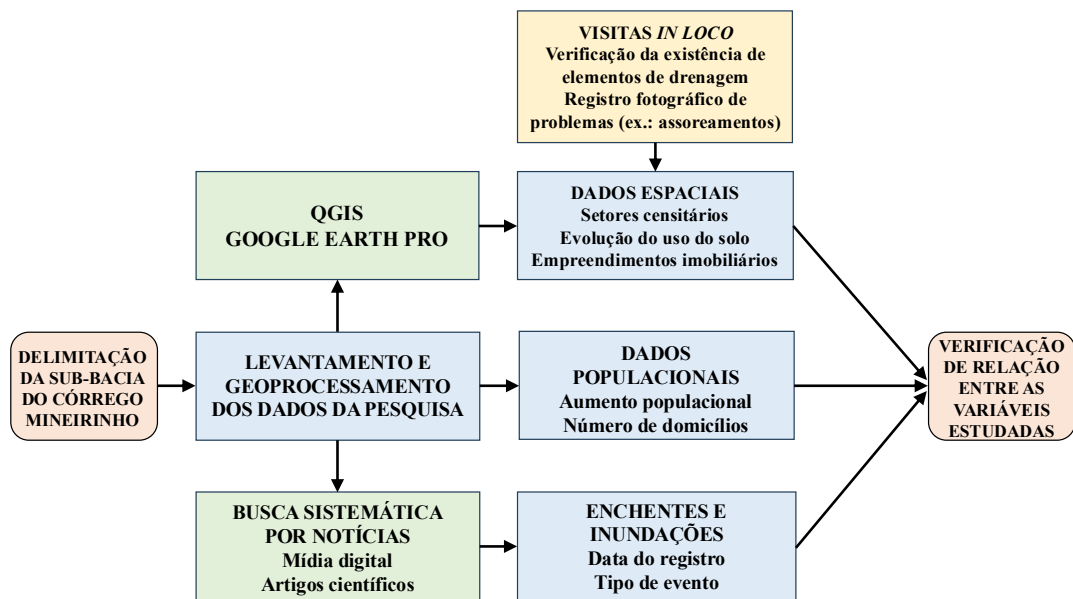 VISITAS IN LOCO
Verificação da existência de
elementos de drenagem
Registro fotográfico de
problemas (ex.: assoreamentos)
QGIS
GOOGLE EARTH PRO
DADOS ESPACIAIS
Setores censitários
Evolução do uso do solo
Empreendimentos imobiliários
DELIMITAÇÃO
DA SUB-BACIA
DO CÓRREGO
MINEIRINHO
LEVANTAMENTO E
GEOPROCESSAMENTO
DOS DADOS DA PESQUISA
DADOS
POPULACIONAIS
Aumento populacional
Número de domicílios
VERIFICAÇÃO
DE RELAÇÃO
ENTRE AS
VARIÁVEIS
ESTUDADAS
BUSCA SISTEMÁTICA
POR NOTÍCIAS
Mídia digital
Artigos científicos
ENCHENTES E
INUNDAÇÕES
Data do registro
Tipo de evento